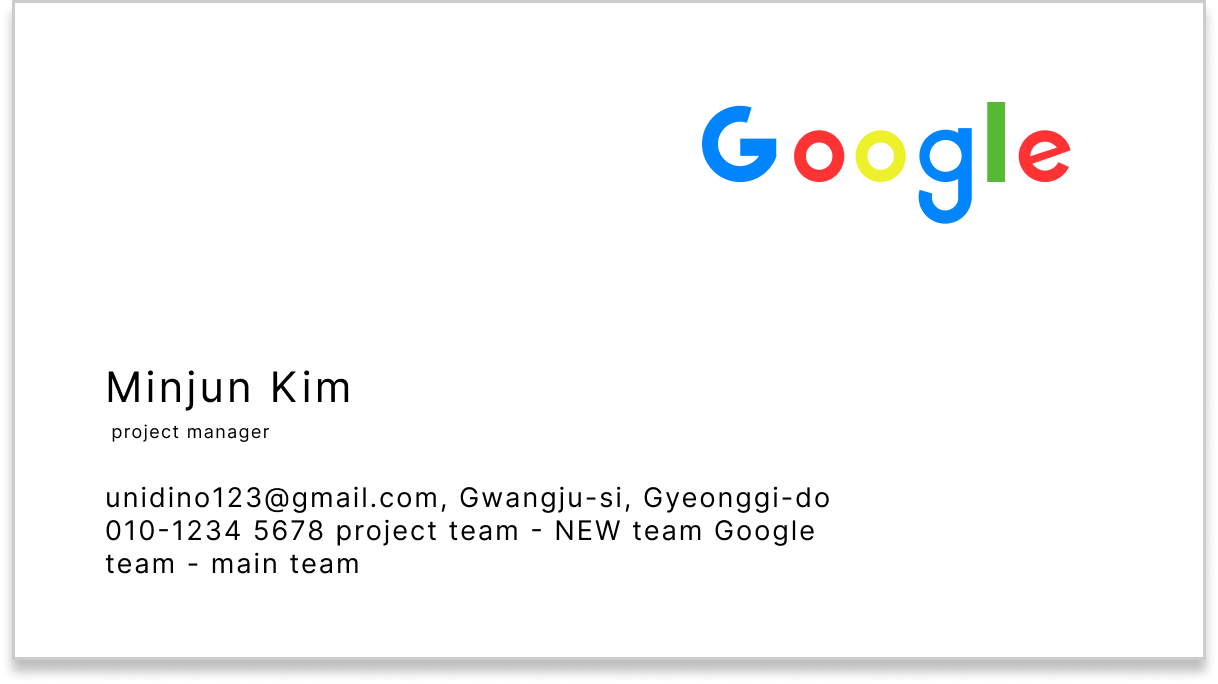 Google
Minjun Kim
project manager
unidino123@gmail.com, Gwangju-si, Gyeonggi-do
010-1234 5678 project team - NEW team Google
team - main team